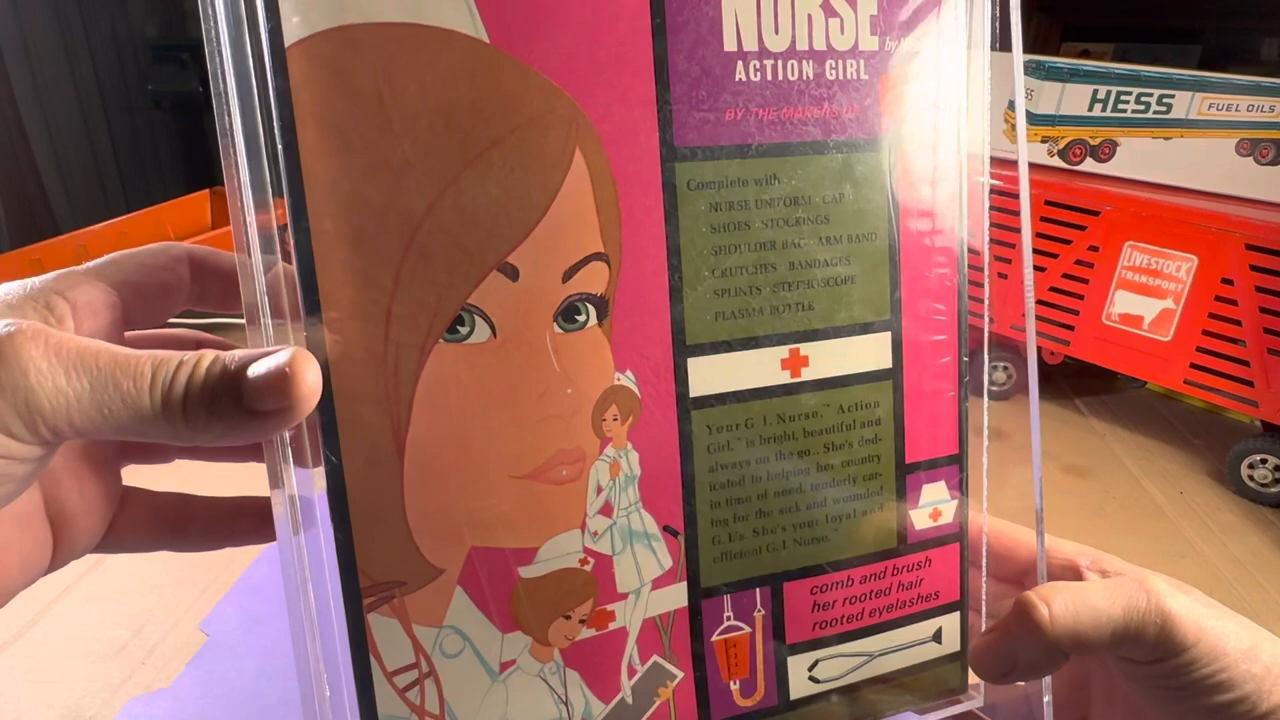 NURSE
by
ACTION GIRL
BY THE MAKERS OF
Complete with
· NURSE UNIFORM · CAP ·
· SHOES · STOCKINGS
· SHOULDER BAG · ARM BAND
· CRUTCHES · BANDAGES
· SPLINTS · STETHOSCOPE
· PLASMA BOTTLE
Your G. I. Nurse.™ Action
Girl,™ is bright, beautiful and
always on the go.. She's ded-
icated to helping her country
in time of need, tenderly car-
ing for the sick and wounded
G. I.'s. She's your loyal and
efficient G. I. Nurse.™
comb and brush
her rooted hair
rooted eyelashes
HESS
FUEL OILS
LIVESTOCK
TRANSPORT